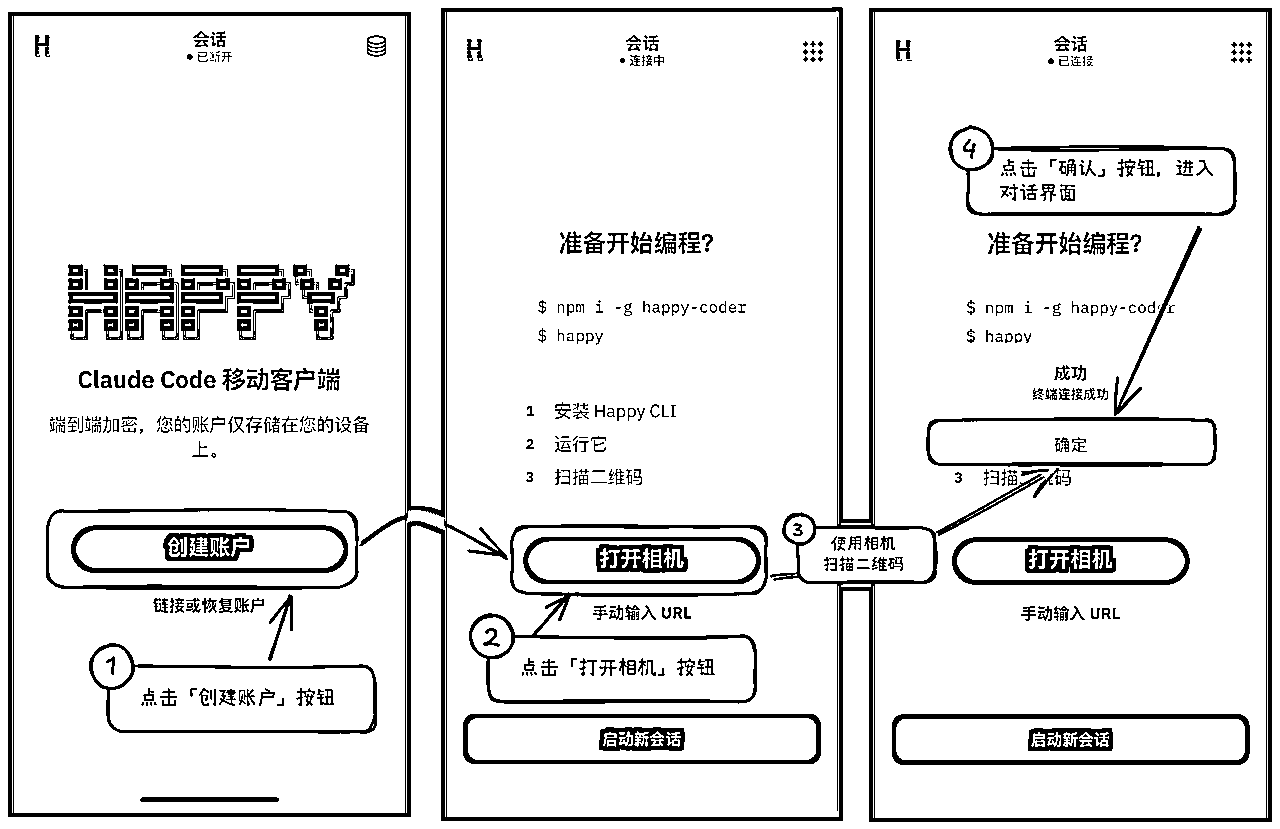 H
会话
已断开
HAPPY
Claude Code 移动客户端
端到端加密，您的账户仅存储在您的设备
上。
创建账户
链接或恢复账户
1
点击「创建账户」按钮
H
会话
连接中
准备开始编程?
$ npm i -g happy-coder
$ happy
1 安装 Happy CLI
2 运行它
3 扫描二维码
打开相机
手动输入 URL
2
点击「打开相机」按钮
启动新会话
3
使用相机
扫描二维码
H
会话
已连接
4
点击「确认」按钮，进入
对话界面
准备开始编程?
$ npm i -g happy-coder
$ happy
成功
终端连接成功
确定
3 扫描二维码
打开相机
手动输入 URL
启动新会话